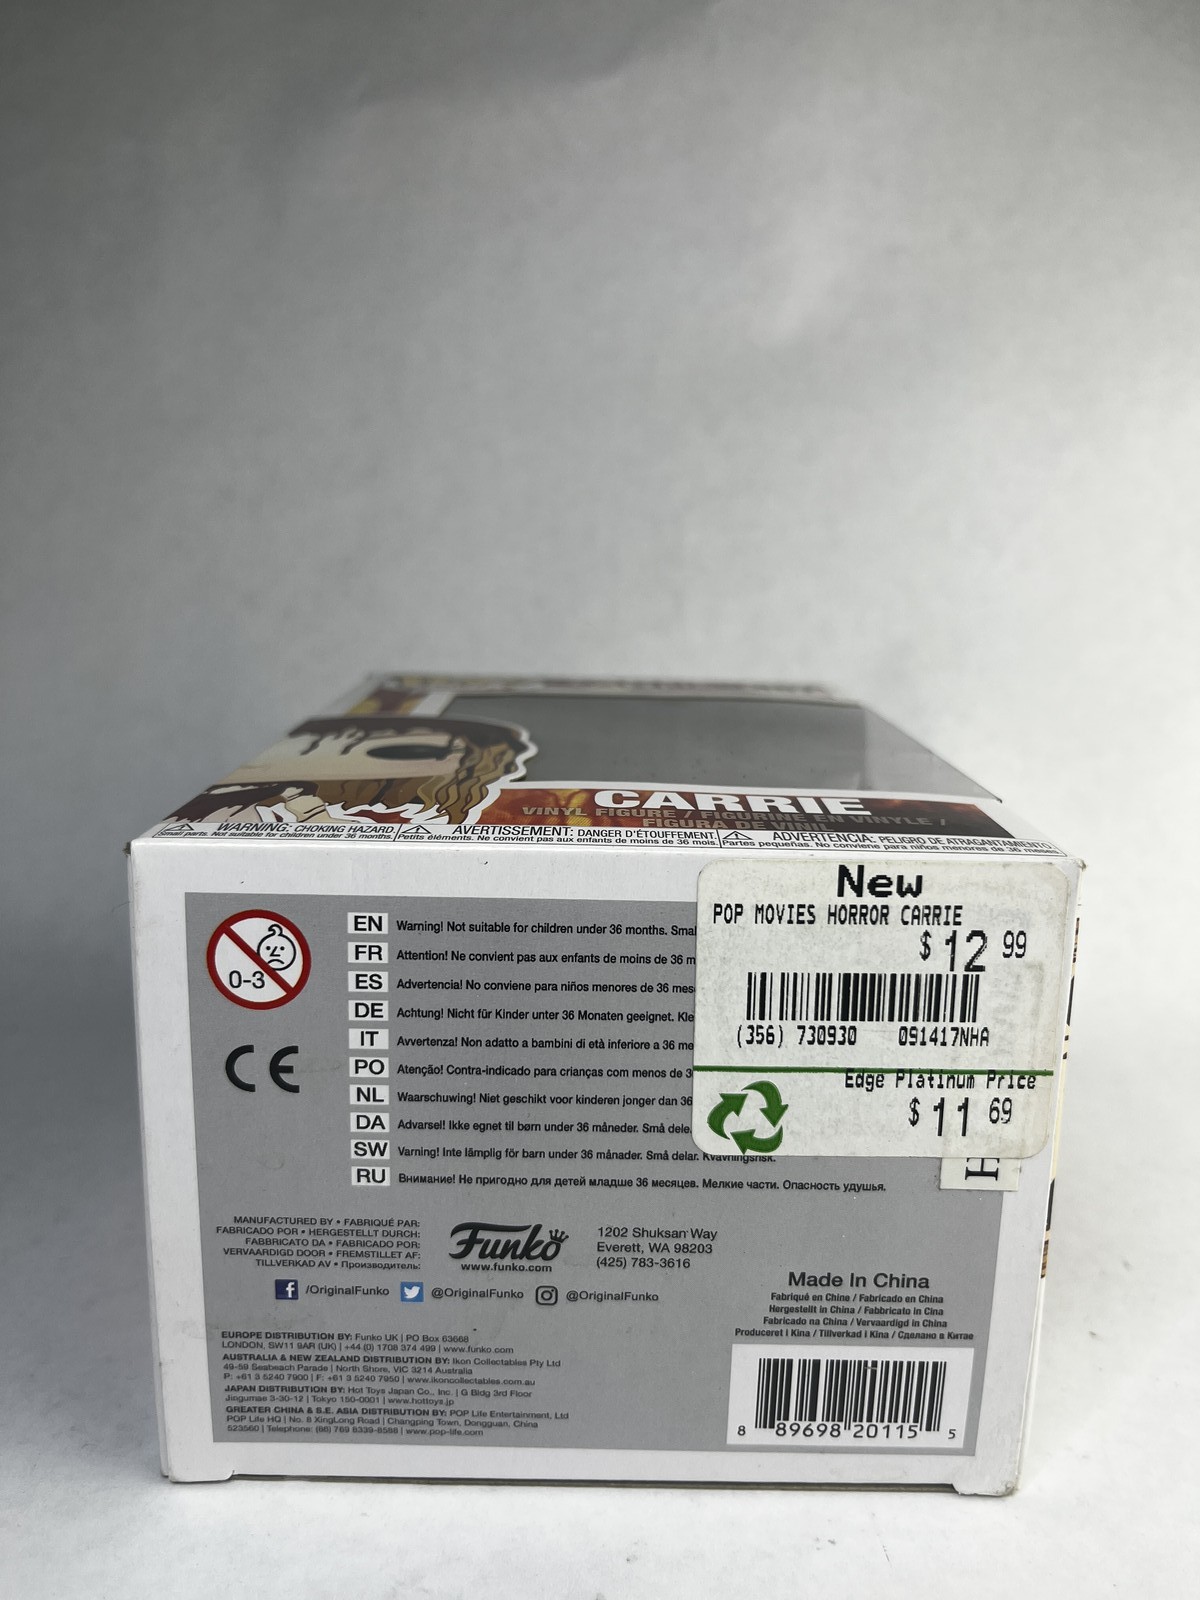 CARRIE
VINYL FIGURE / FIGURINE EN VINYLE /
FIGURA DE
WARNING: CHOKING HAZARD.
Small parts. Not suitable for children under 36 months.
AVERTISSEMENT: DANGER D'ÉTOUFFEMENT.
Petits éléments. Ne convient pas aux enfants de moins de 36 mois.
ADVERTENCIA: PELIGRO DE ATRAGANTAMIENTO
Partes pequeñas. No conviene para niños menores de 36 meses
New
POP MOVIES HORROR CARRIE
$ 12 99
(356) 730930 091417NHA
Edge Platinum Price
$ 11 69
0-3
CE
EN Warning! Not suitable for children under 36 months. Smal
FR Attention! Ne convient pas aux enfants de moins de 36 m
ES Advertencia! No conviene para niños menores de 36 mes
DE Achtung! Nicht für Kinder unter 36 Monaten geeignet. Kle
IT Avvertenza! Non adatto a bambini di età inferiore a 36 me
PO Atenção! Contra-indicado para crianças com menos de 3
NL Waarschuwing! Niet geschikt voor kinderen jonger dan 36
DA Advarsel! Ikke egnet til børn under 36 måneder. Små dele.
SW Varning! Inte lämplig för barn under 36 månader. Små delar. Kvävningsrisk.
RU Внимание! Не пригодно для детей младше 36 месяцев. Мелкие части. Опасность удушья.
MANUFACTURED BY • FABRIQUÉ PAR:
FABRICADO POR • HERGESTELLT DURCH:
FABBRICATO DA • FABRICADO POR:
VERVAARDIGD DOOR • FREMSTILLET AF:
TILLVERKAD AV • Производитель:
Funko
www.funko.com
1202 Shuksan Way
Everett, WA 98203
(425) 783-3616
/OriginalFunko @OriginalFunko @OriginalFunko
Made In China
Fabriqué en Chine / Fabricado en China
Hergestellt in China / Fabbricato in Cina
Fabricado na China / Vervaardigd in China
Produceret i Kina / Tillverkad i Kina / Сделано в Китае
EUROPE DISTRIBUTION BY: Funko UK | PO Box 63668
LONDON, SW11 9AR (UK) | +44 (0) 1708 374 499 | www.funko.com
AUSTRALIA & NEW ZEALAND DISTRIBUTION BY: Ikon Collectables Pty Ltd
49-59 Seabeach Parade | North Shore, VIC 3214 Australia
P: +61 3 5240 7900 | F: +61 3 5240 7950 | www.ikoncollectables.com.au
JAPAN DISTRIBUTION BY: Hot Toys Japan Co., Inc. | G Bldg 3rd Floor
Jingumae 3-30-12 | Tokyo 150-0001 | www.hottoys.jp
GREATER CHINA & S.E. ASIA DISTRIBUTION BY: POP Life Entertainment, Ltd
POP Life HQ | No. 8 XingLong Road | Changping Town, Dongguan, China
523560 | Telephone: (86) 769 8339-8588 | www.pop-life.com
8 89698 20115 5